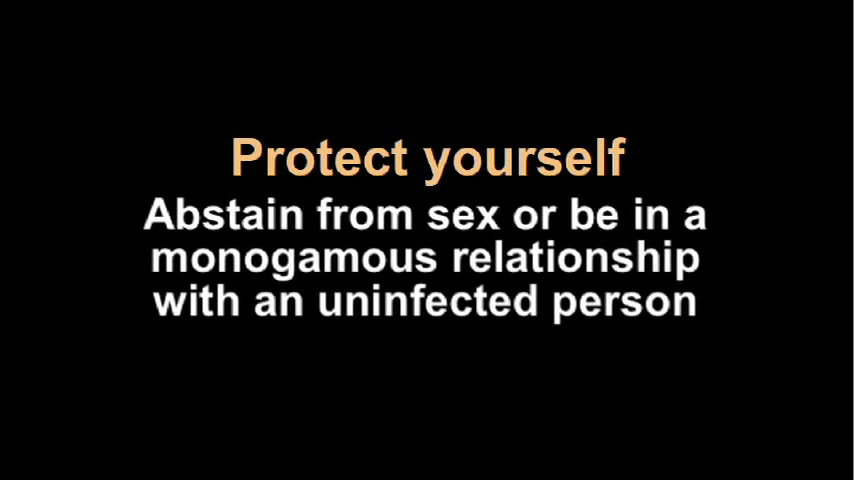 Protect yourself
Abstain from sex or be in a
monogamous relationship
with an uninfected person